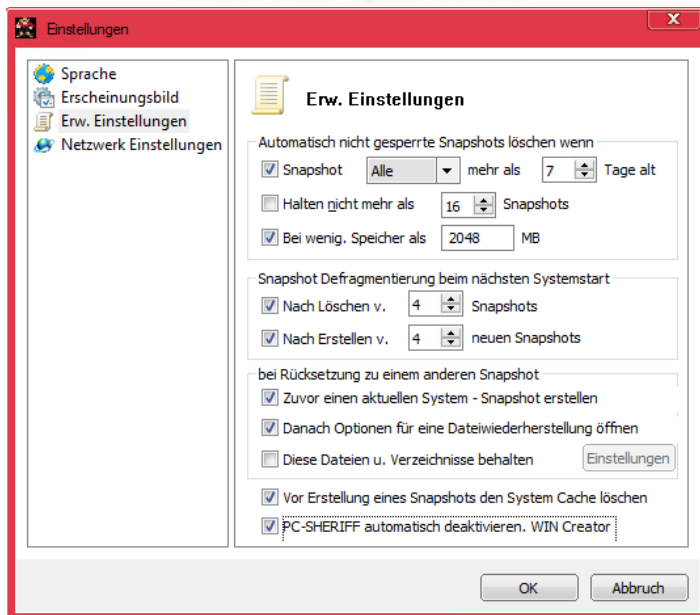 Einstellungen
X
Sprache
Erscheinungsbild
Erw. Einstellungen
Netzwerk Einstellungen
Erw. Einstellungen
Automatisch nicht gesperrte Snapshots löschen wenn
Snapshot Alle mehr als 7 Tage alt
Halten nicht mehr als 16 Snapshots
Bei wenig. Speicher als 2048 MB
Snapshot Defragmentierung beim nächsten Systemstart
Nach Löschen v. 4 Snapshots
Nach Erstellen v. 4 neuen Snapshots
bei Rücksetzung zu einem anderen Snapshot
Zuvor einen aktuellen System - Snapshot erstellen
Danach Optionen für eine Dateiwiederherstellung öffnen
Diese Dateien u. Verzeichnisse behalten Einstellungen
Vor Erstellung eines Snapshots den System Cache löschen
PC-SHERIFF automatisch deaktivieren. WIN Creator
OK Abbruch